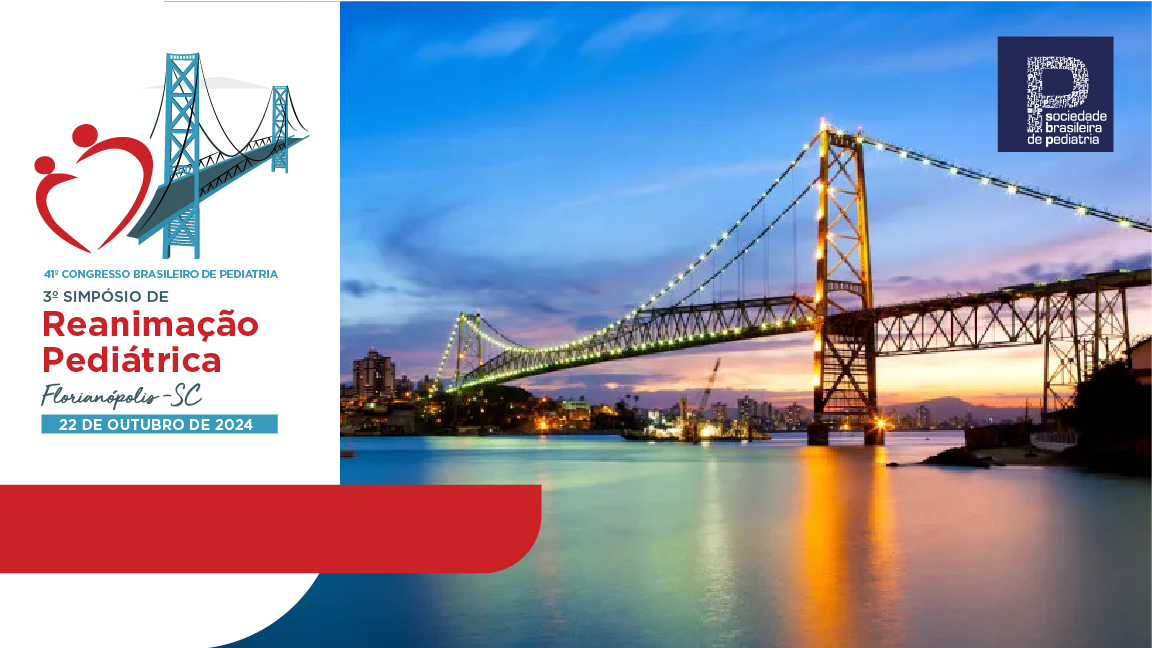 41º CONGRESSO BRASILEIRO DE PEDIATRIA
3º SIMPÓSIO DE
Reanimação
Pediátrica
Florianópolis-SC
22 DE OUTUBRO DE 2024
sociedade
brasileira
de pediatria